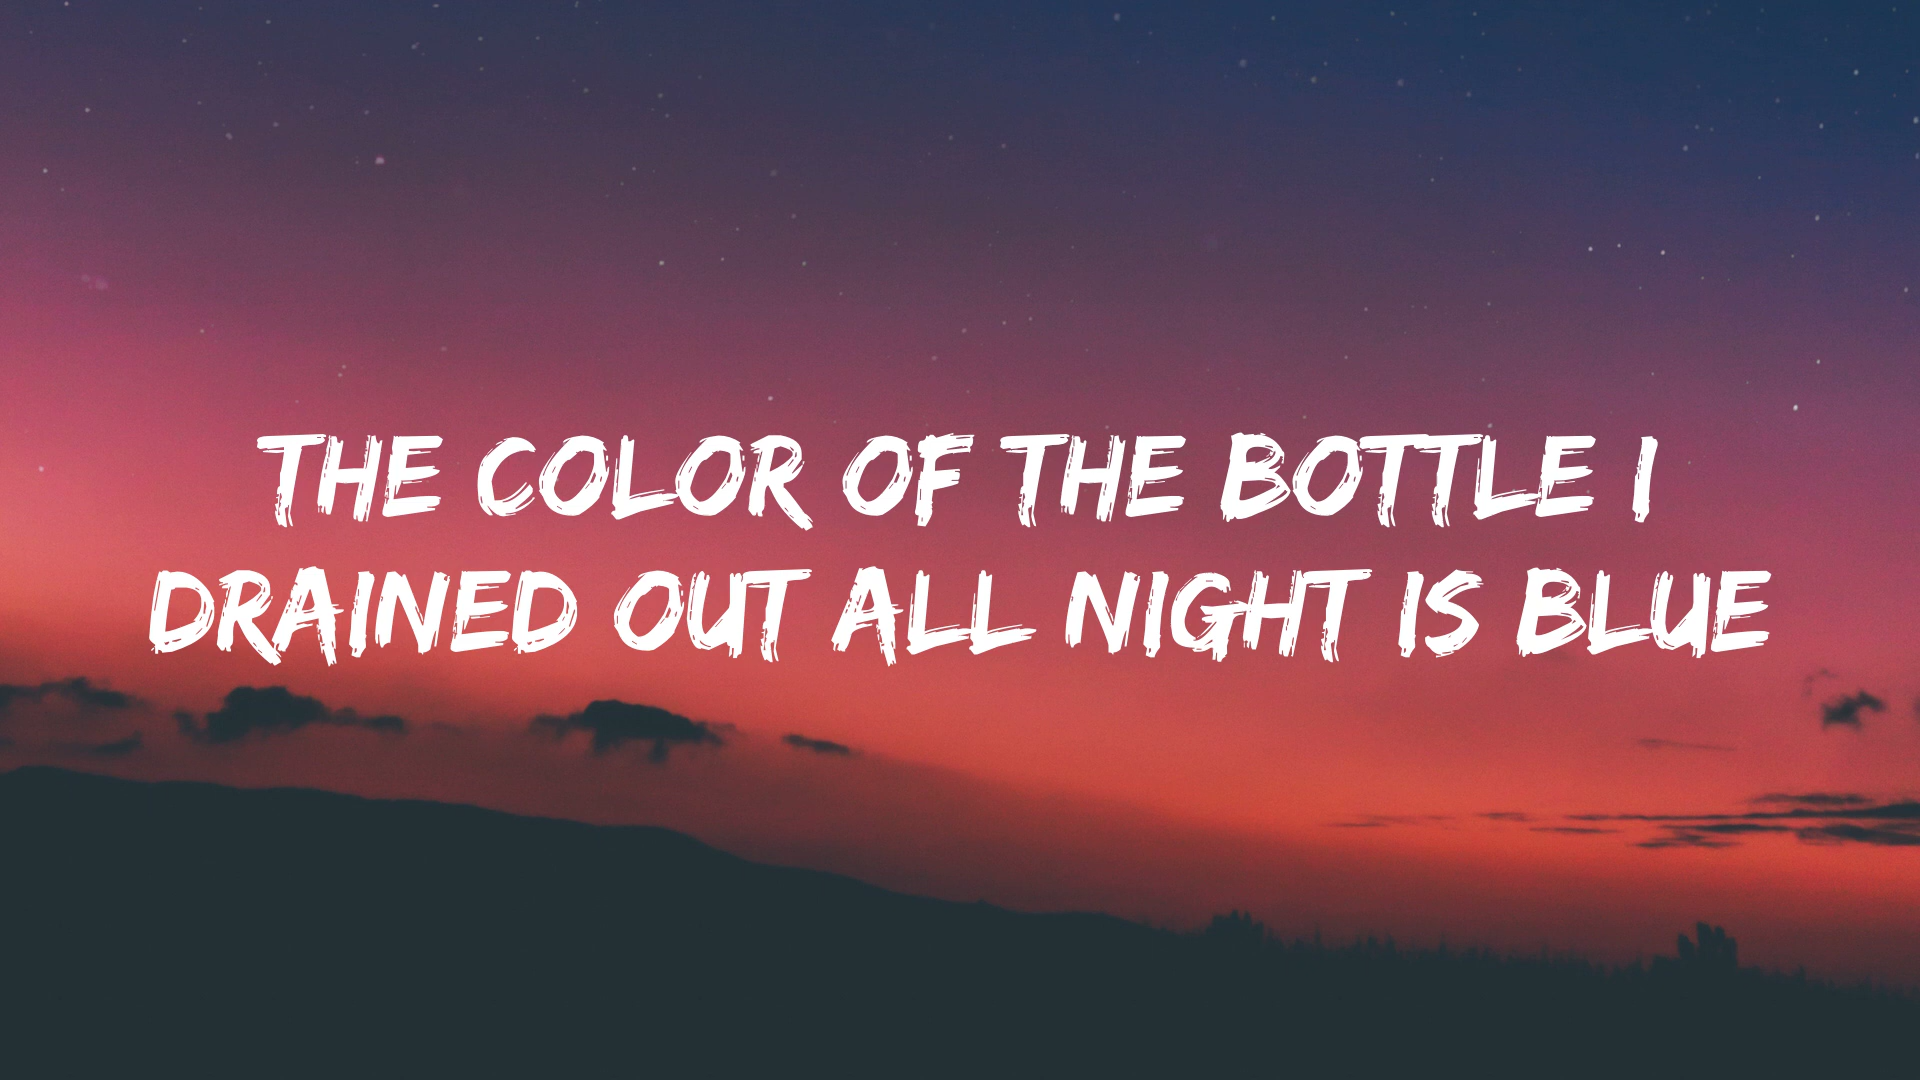 THE COLOR OF THE BOTTLE I
DRAINED OUT ALL NIGHT IS BLUE